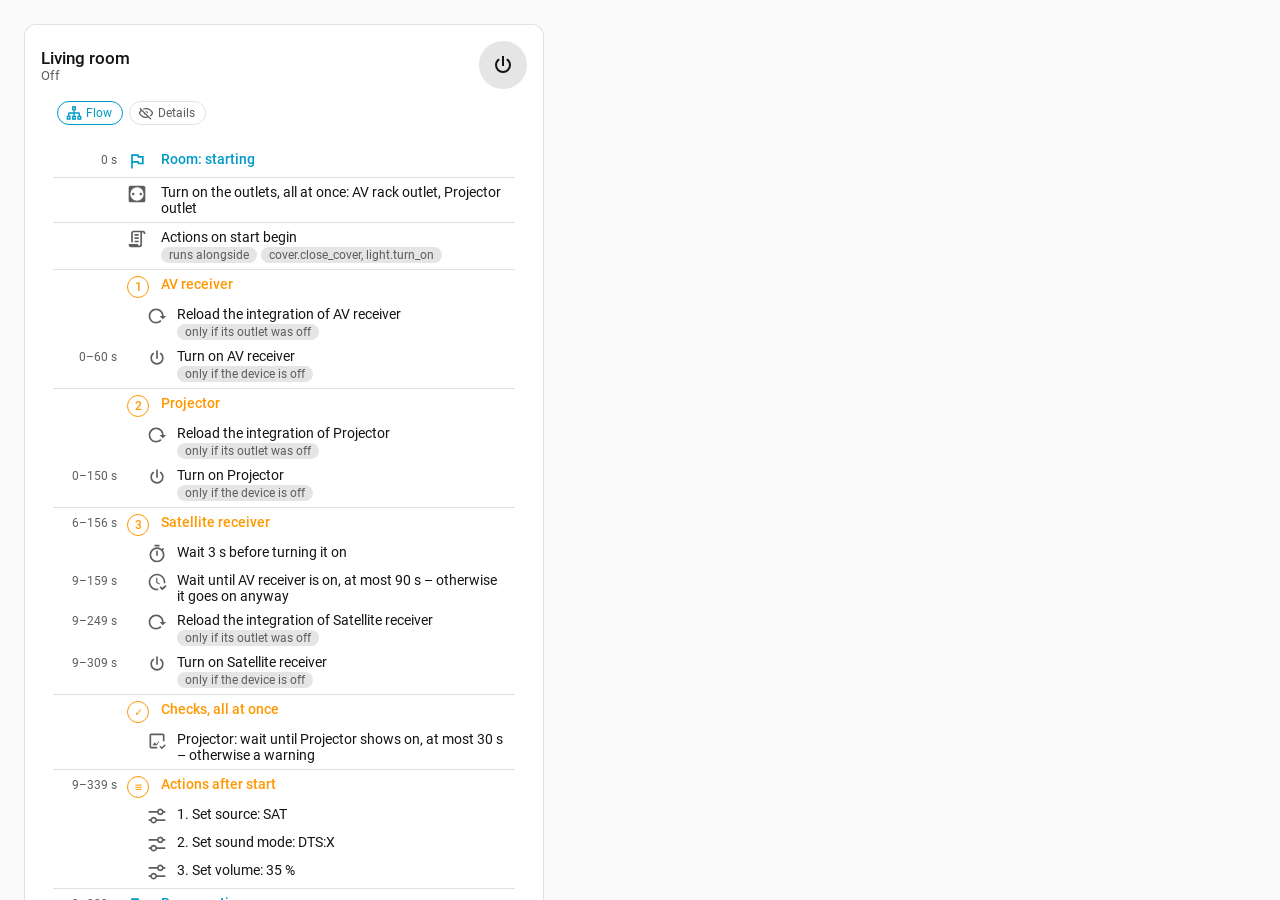 Living room
Off
Flow
Details
0 s
Room: starting
Turn on the outlets, all at once: AV rack outlet, Projector
outlet
Actions on start begin
runs alongside
cover.close_cover, light.turn_on
1
AV receiver
Reload the integration of AV receiver
only if its outlet was off
0–60 s
Turn on AV receiver
only if the device is off
2
Projector
Reload the integration of Projector
only if its outlet was off
0–150 s
Turn on Projector
only if the device is off
6–156 s
3
Satellite receiver
Wait 3 s before turning it on
9–159 s
Wait until AV receiver is on, at most 90 s – otherwise
it goes on anyway
9–249 s
Reload the integration of Satellite receiver
only if its outlet was off
9–309 s
Turn on Satellite receiver
only if the device is off
✓
Checks, all at once
Projector: wait until Projector shows on, at most 30 s
– otherwise a warning
9–339 s
≡
Actions after start
1. Set source: SAT
2. Set sound mode: DTS:X
3. Set volume: 35 %